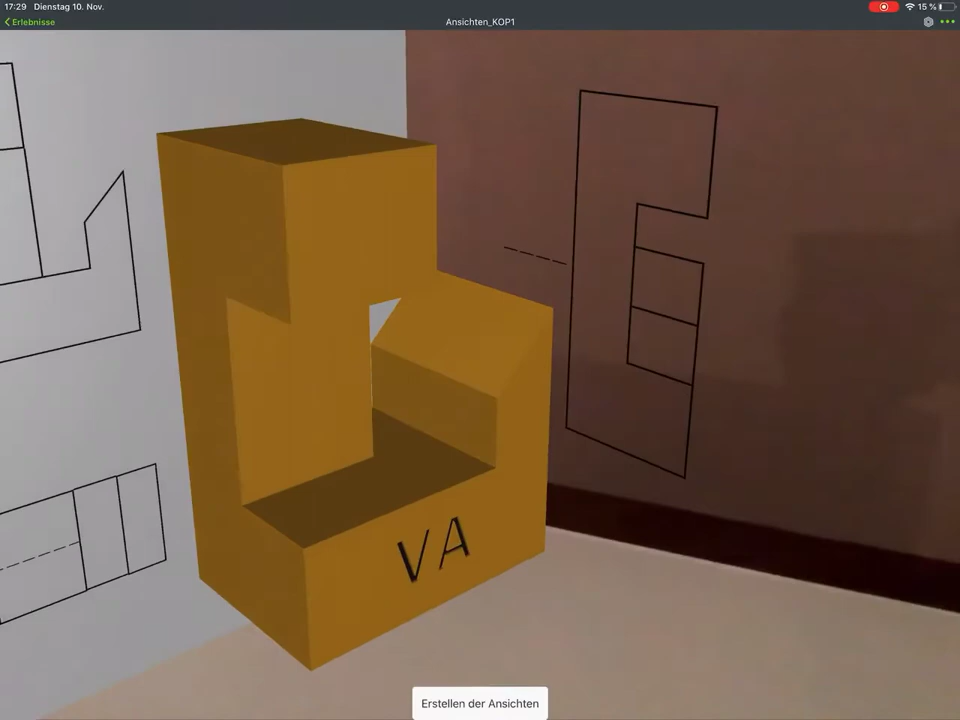 17:29 Dienstag 10. Nov.
15 %
Erlebnisse
Ansichten_KOP1
VA
Erstellen der Ansichten